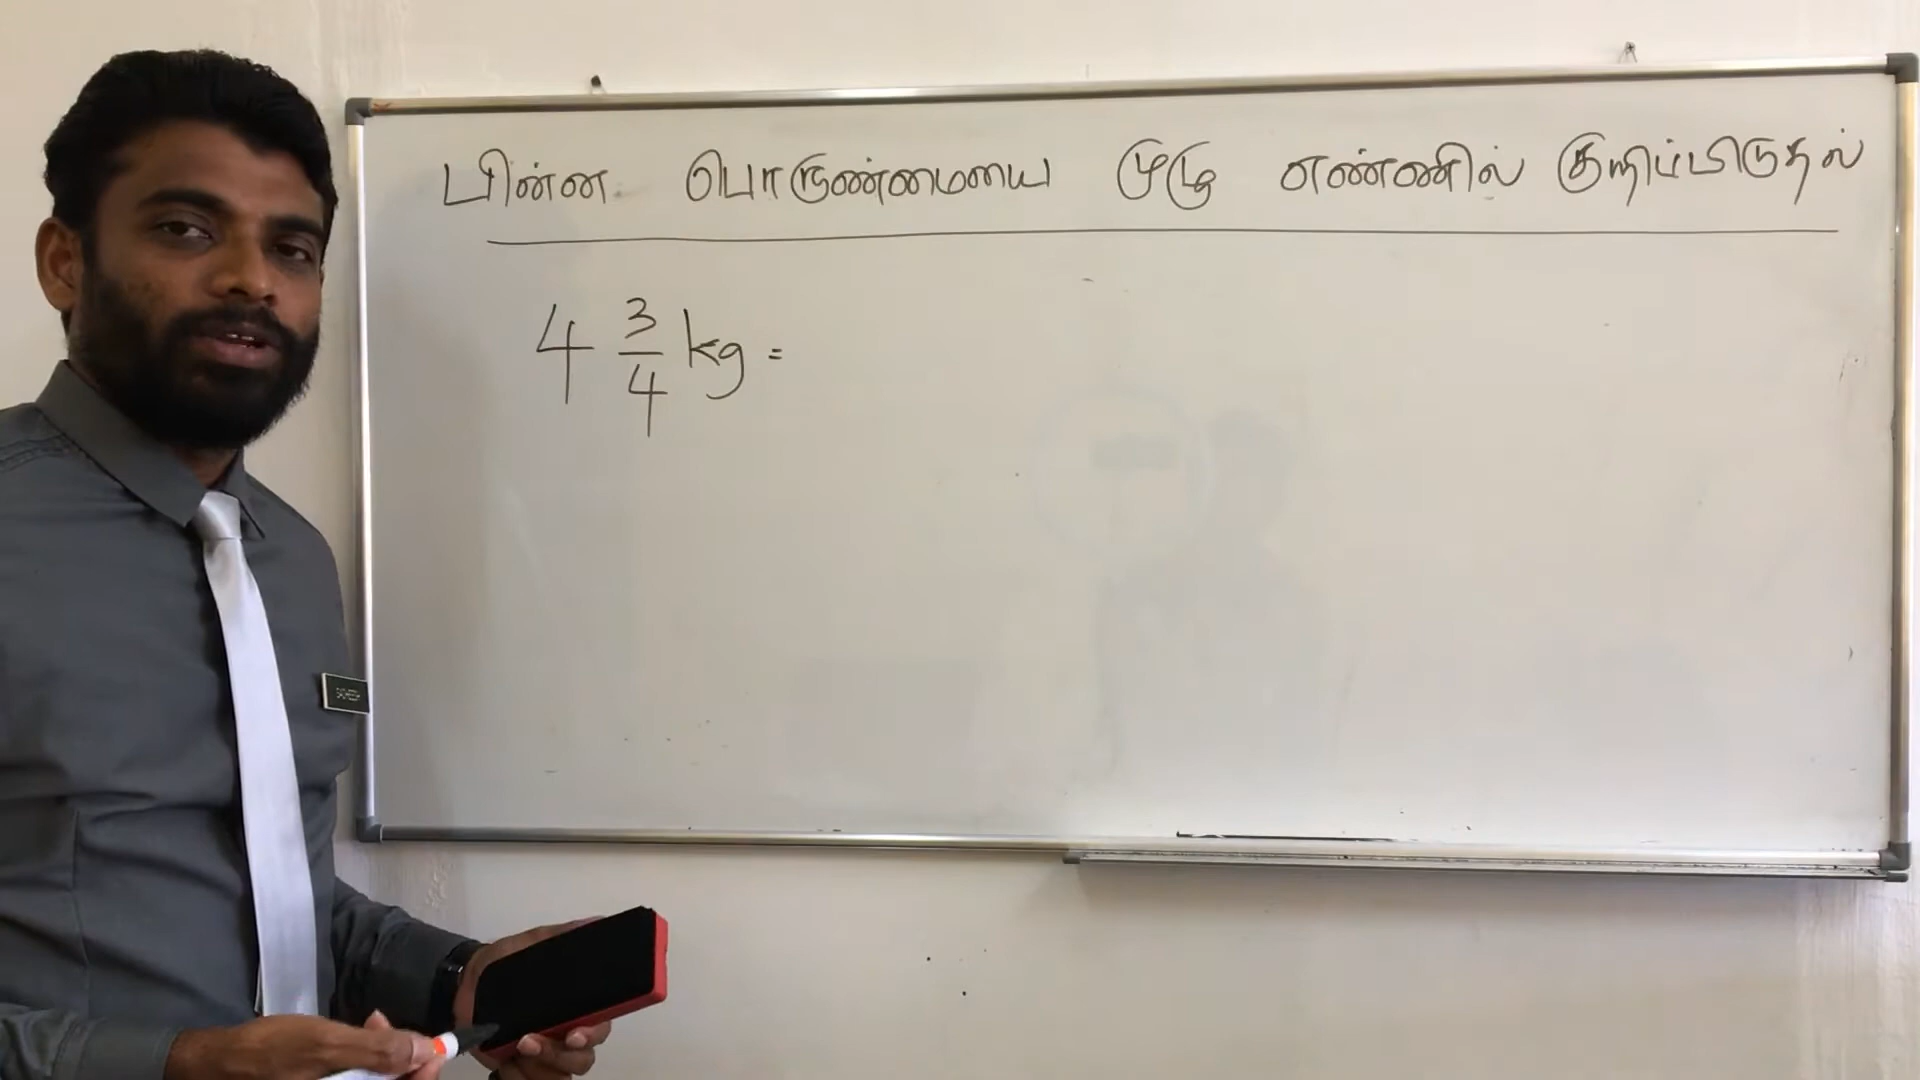 பின்ன பொருண்மையை முழு எண்ணில் குறிப்பிடுதல்
4 3/4 kg =